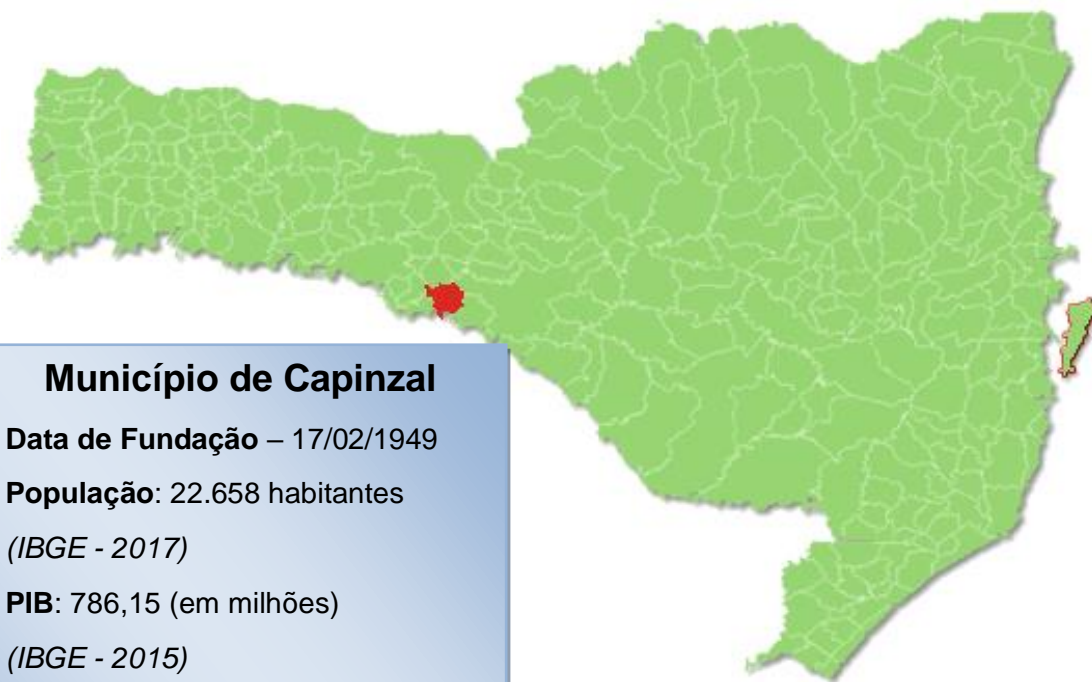 Município de Capinzal
Data de Fundação – 17/02/1949
População: 22.658 habitantes
(IBGE - 2017)
PIB: 786,15 (em milhões)
(IBGE - 2015)